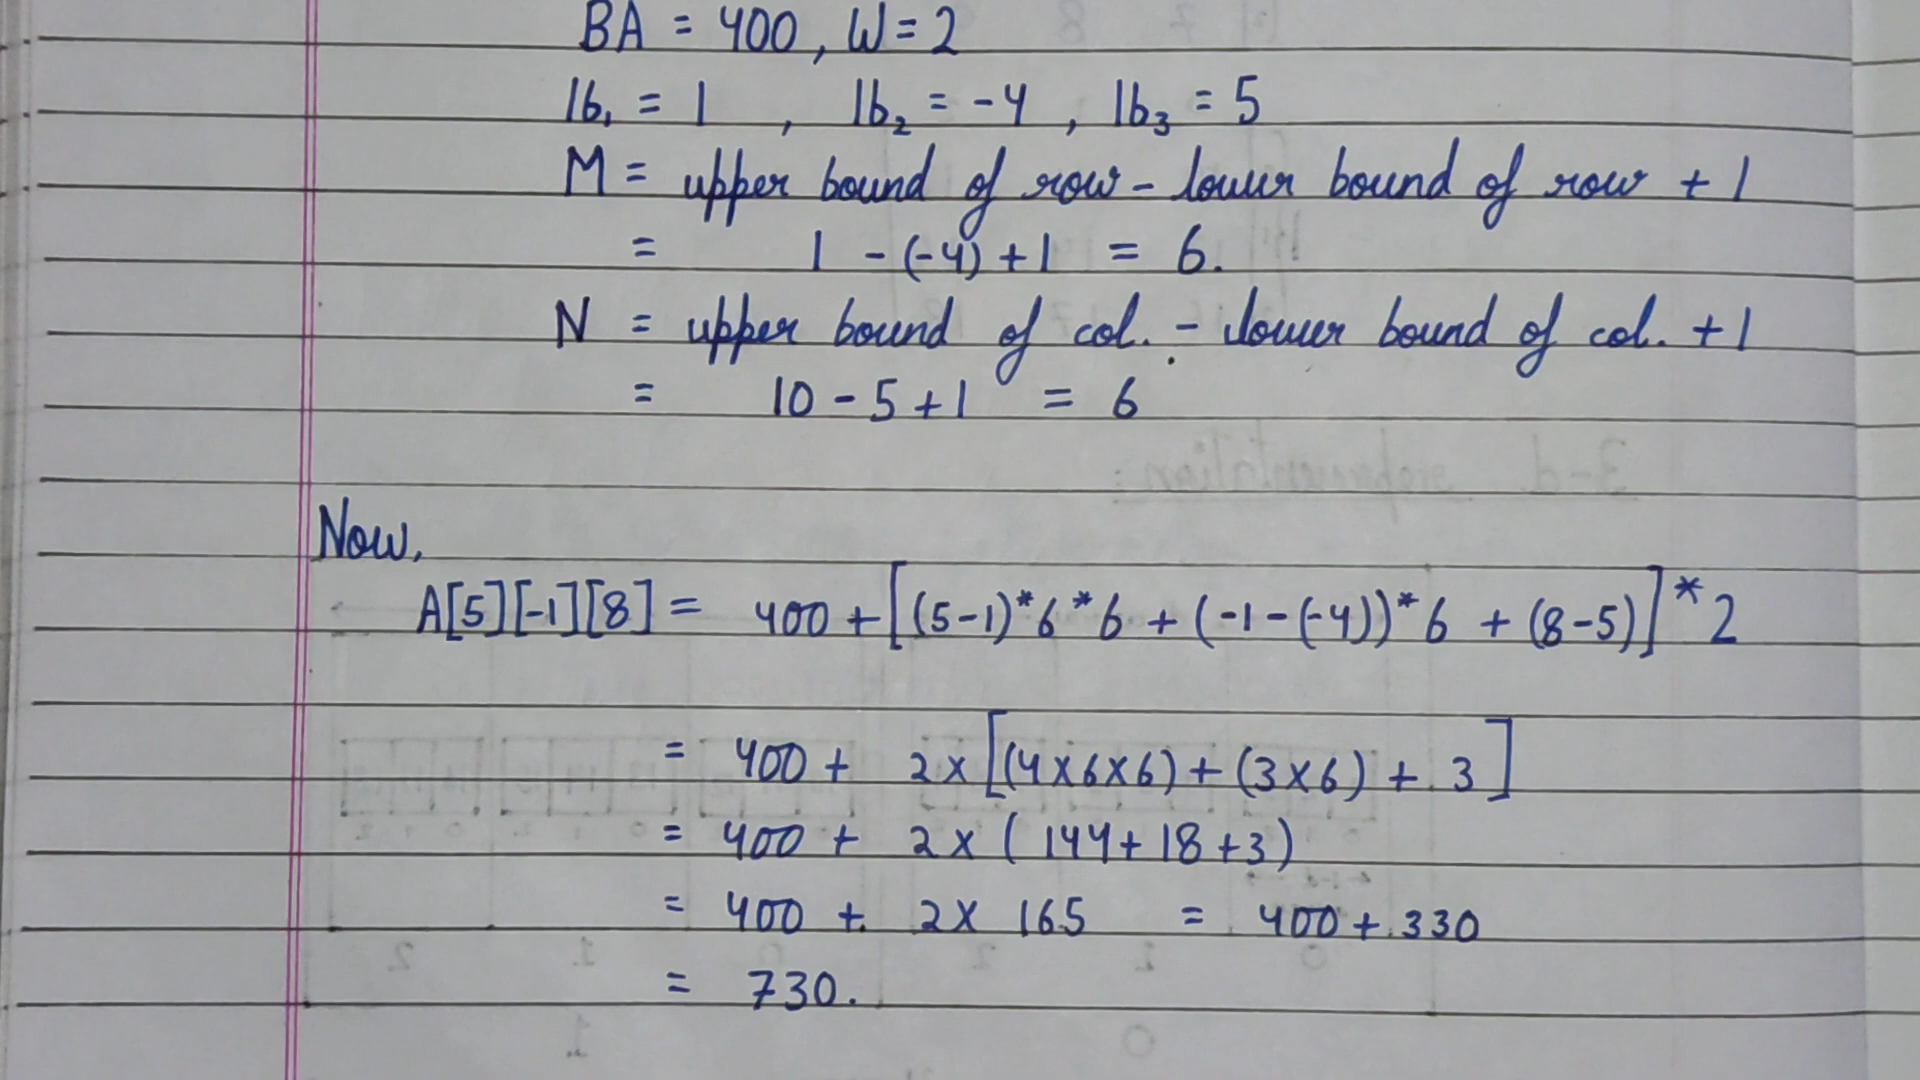 BA = 400, W = 2
lb₁ = 1 , lb₂ = -4 , lb₃ = 5
M = upper bound of row - lower bound of row + 1
= 1 - (-4) + 1 = 6.
N = upper bound of col. - lower bound of col. + 1
= 10 - 5 + 1 = 6
Now,
A[5][-1][8] = 400 + [(5-1)*6*6 + (-1-(-4))*6 + (8-5)]*2
= 400 + 2x[(4x6x6) + (3x6) + 3]
= 400 + 2x(144+18+3)
= 400 + 2x 165 = 400 + 330
= 730.